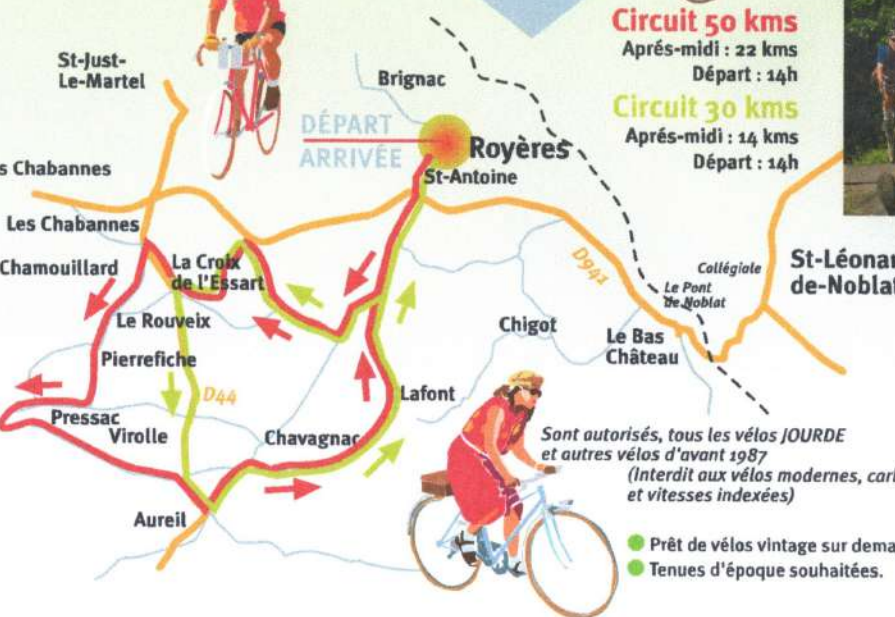 Circuit 50 kms
Aprés-midi : 22 kms
Départ : 14h
Circuit 30 kms
Aprés-midi : 14 kms
Départ : 14h
St-Just-
Le-Martel
Brignac
DÉPART
ARRIVÉE
Royères
St-Antoine
Chabannes
Les Chabannes
Chamouillard
La Croix
de l'Essart
Le Rouveix
Pierrefiche
D44
Pressac
Virolle
Chavagnac
Aureil
Lafont
Chigot
D941
Collégiale
Le Pont
de Noblat
Le Bas
Château
St-Léonar
de-Noblat
Sont autorisés, tous les vélos JOURDE
et autres vélos d'avant 1987
(Interdit aux vélos modernes, car
et vitesses indexées)
Prêt de vélos vintage sur dema
Tenues d'époque souhaitées.